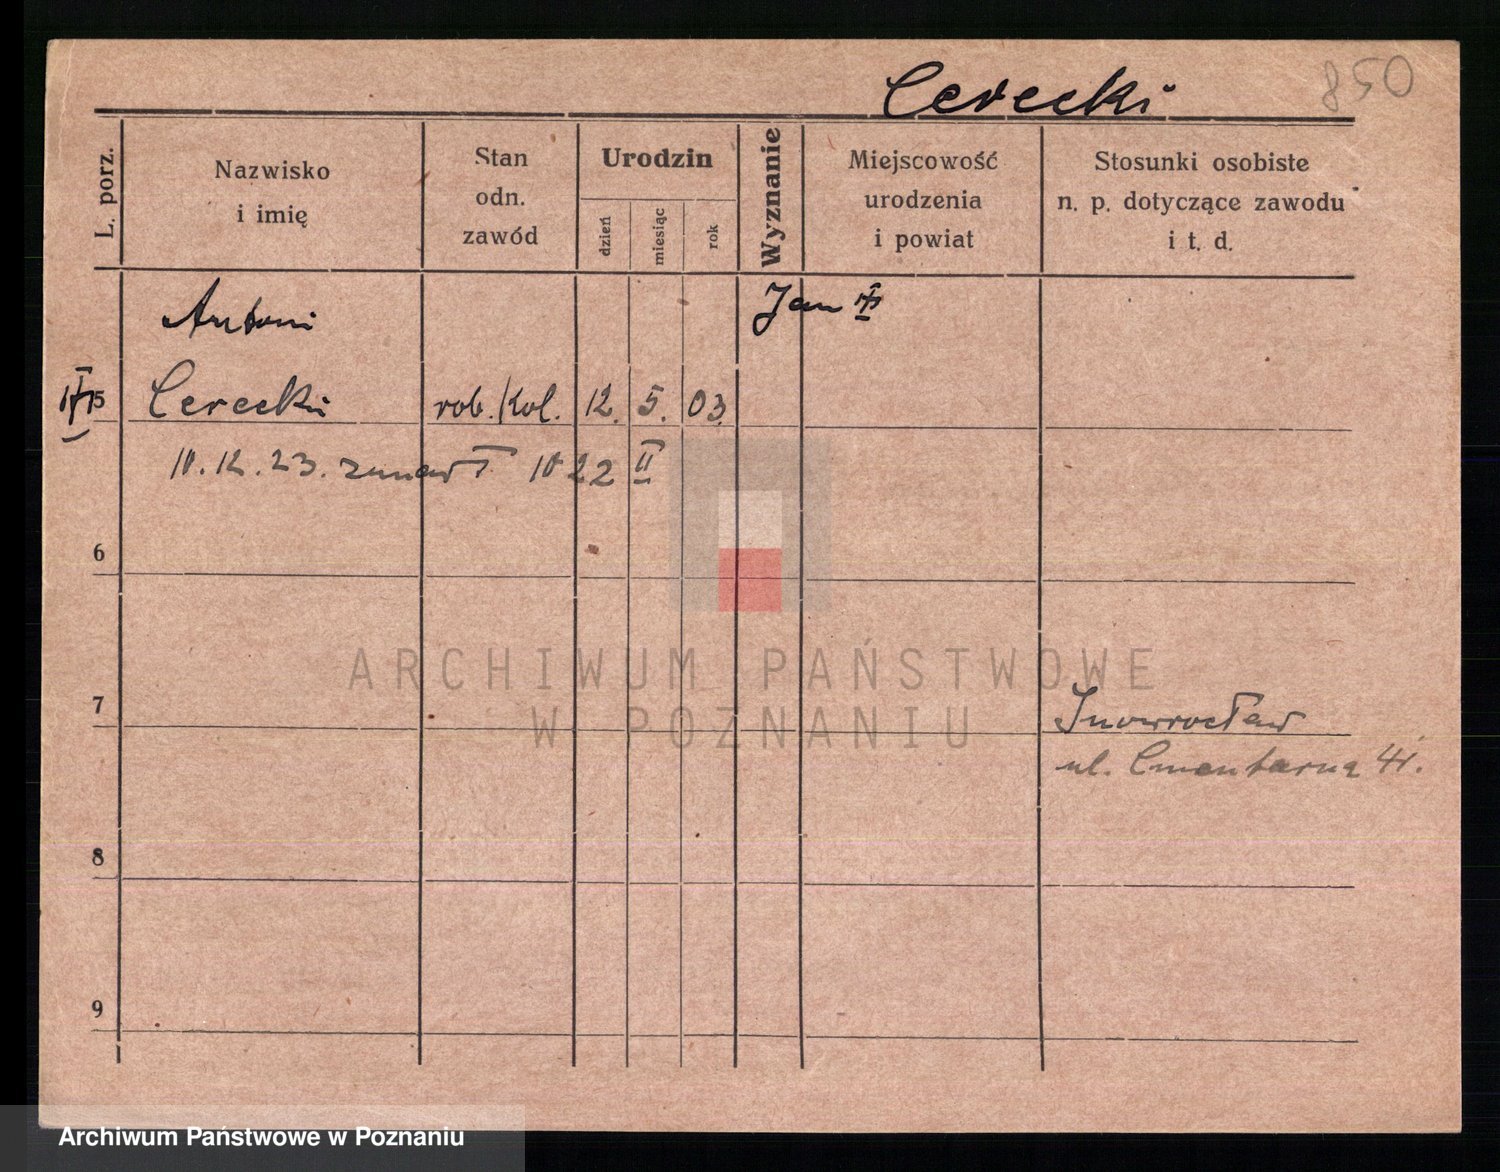 Cerecki 850
L. porz.
Nazwisko
i imię
Stan
odn.
zawód
Urodzin
dzień
miesiąc
rok
Wyznanie
Miejscowość
urodzenia
i powiat
Stosunki osobiste
n. p. dotyczące zawodu
i t. d.
Antoni
Jan
5 Cerecki rob./kol. 12. 5. 03.
10.12.23. zmarł 1022 II
6
7
Inowrocław
ul. Cmentarna 41.
8
9
ARCHIWUM PAŃSTWOWE
W POZNANIU
Archiwum Państwowe w Poznaniu